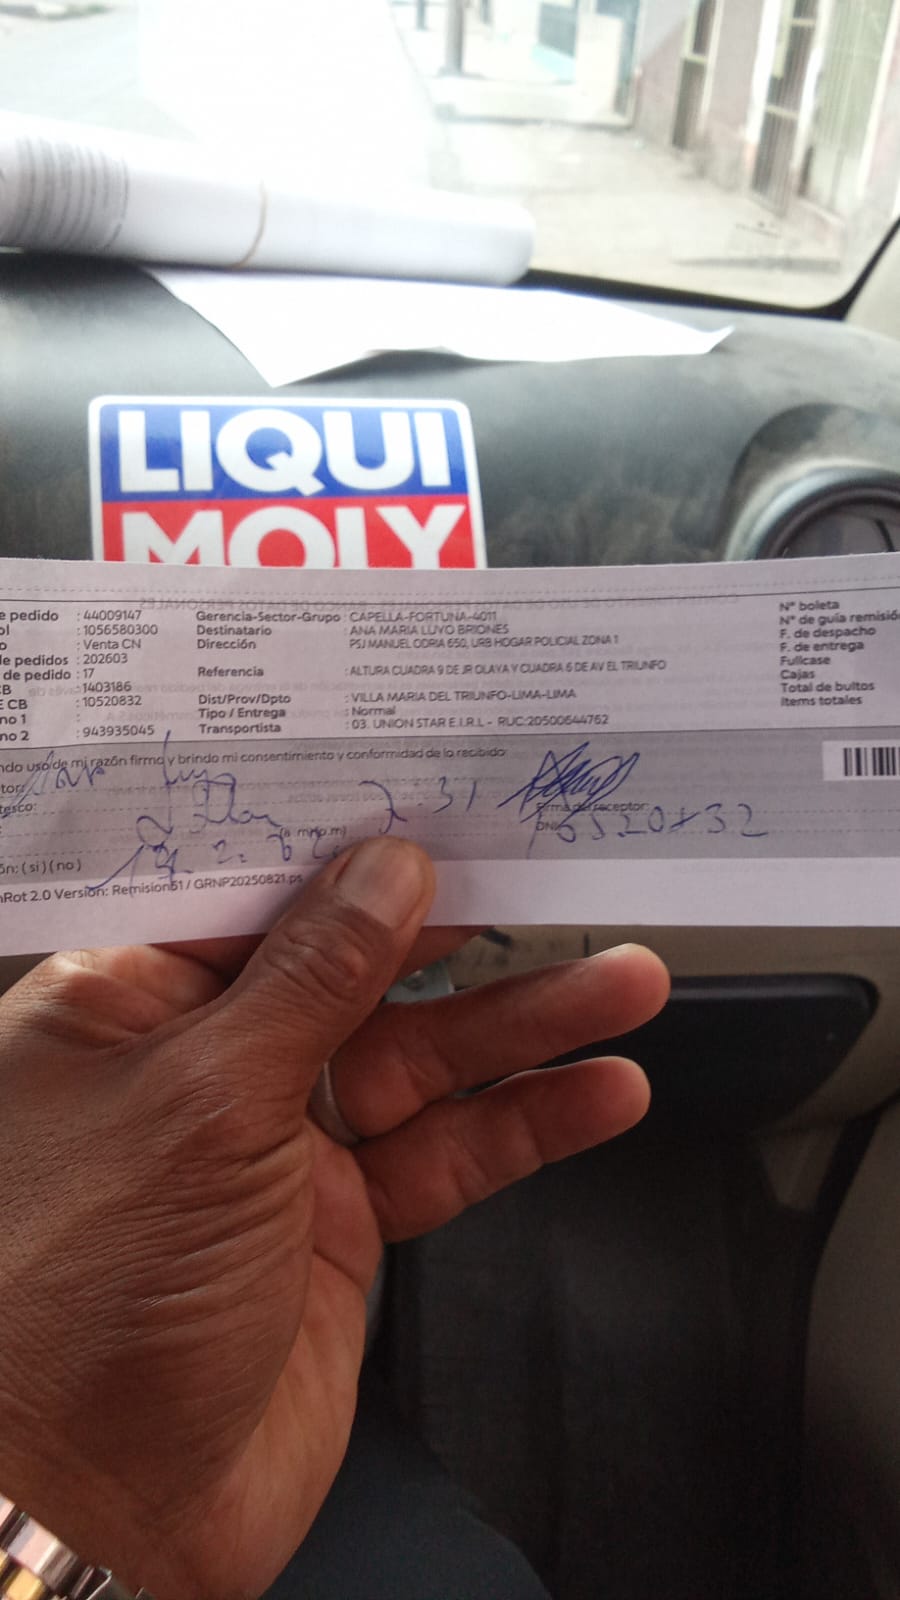 LIQUI
MOLY
e pedido : 44009147
ol : 1056580300
o : Venta CN
e pedidos : 202603
de pedido : 17
CB : 1403186
E CB : 10520832
no 1 :
no 2 : 943935045
Gerencia-Sector-Grupo : CAPELLA-FORTUNA-4011
Destinatario : ANA MARIA LUYO BRIONES
Dirección : PSJ MANUEL ODRIA 650, URB HOGAR POLICIAL ZONA 1
Referencia : ALTURA CUADRA 9 DE JR OLAYA Y CUADRA 6 DE AV EL TRIUNFO
Dist/Prov/Dpto : VILLA MARIA DEL TRIUNFO-LIMA-LIMA
Tipo / Entrega : Normal
Transportista : 03. UNION STAR E.I.R.L - RUC:20500644762
N° boleta
N° de guía remisión
F. de despacho
F. de entrega
Fullcase
Cajas
Total de bultos
Items totales
ndo uso de mi razón firmo y brindo mi consentimiento y conformidad de lo recibido:
tor:
tesco:
31
Firma del receptor:
DNI
(a.m/p.m)
ón: ( si ) ( no )
nRot 2.0 Versión: Remision51 / GRNP20250821.ps